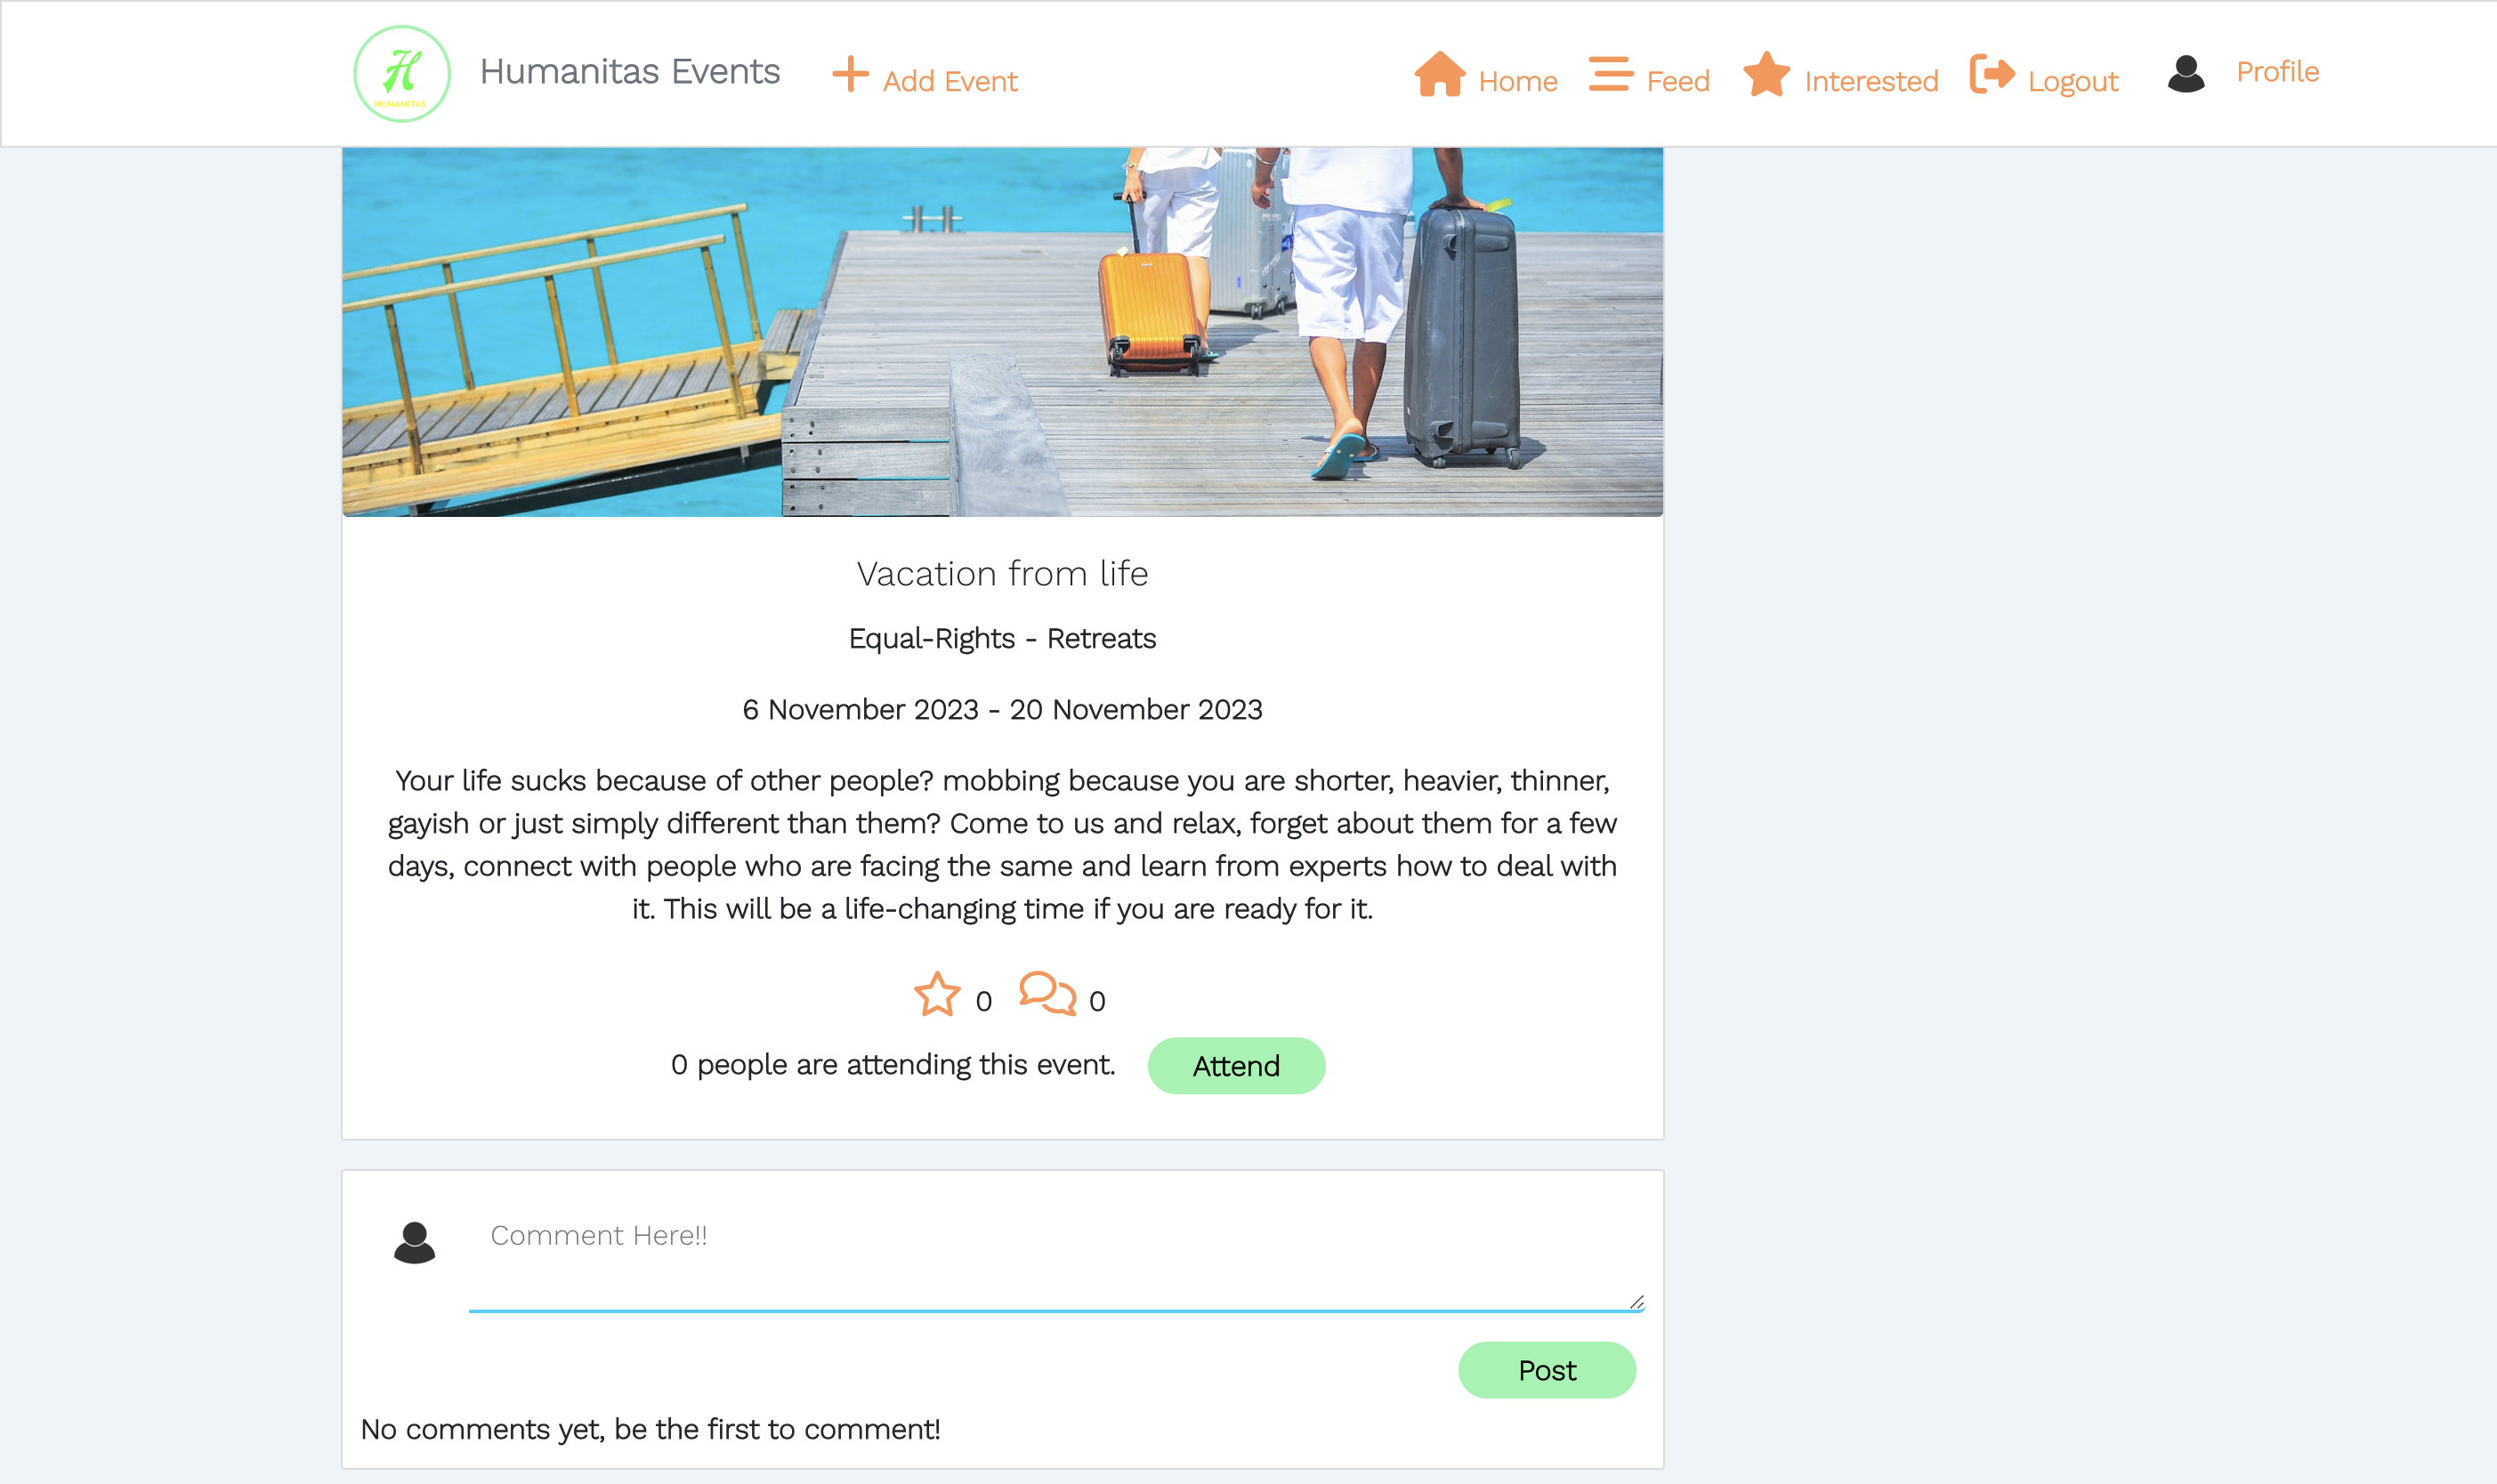 H
HUMANITAS
Humanitas Events
Add Event
Home
Feed
Interested
Logout
Profile
Vacation from life
Equal-Rights - Retreats
6 November 2023 - 20 November 2023
Your life sucks because of other people? mobbing because you are shorter, heavier, thinner,
gayish or just simply different than them? Come to us and relax, forget about them for a few
days, connect with people who are facing the same and learn from experts how to deal with
it. This will be a life-changing time if you are ready for it.
0 0
0 people are attending this event. Attend
Comment Here!!
Post
No comments yet, be the first to comment!